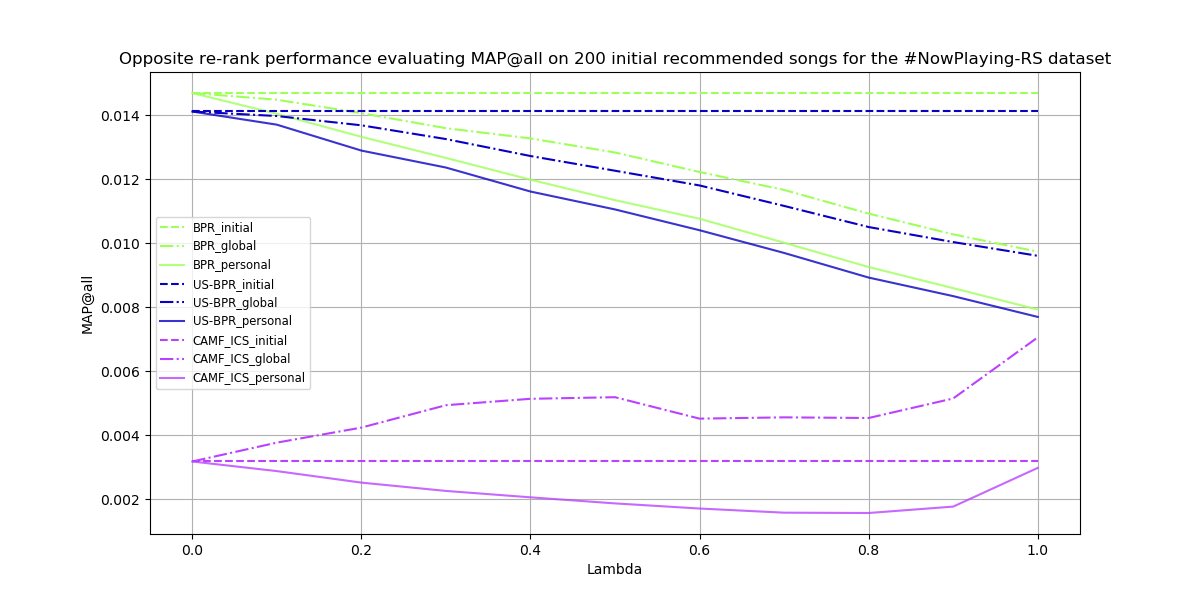 Opposite re-rank performance evaluating MAP@all on 200 initial recommended songs for the #NowPlaying-RS dataset
0.014
0.012
0.010
0.008
0.006
0.004
0.002
MAP@all
BPR_initial
BPR_global
BPR_personal
US-BPR_initial
US-BPR_global
US-BPR_personal
CAMF_ICS_initial
CAMF_ICS_global
CAMF_ICS_personal
0.0 0.2 0.4 0.6 0.8 1.0
Lambda